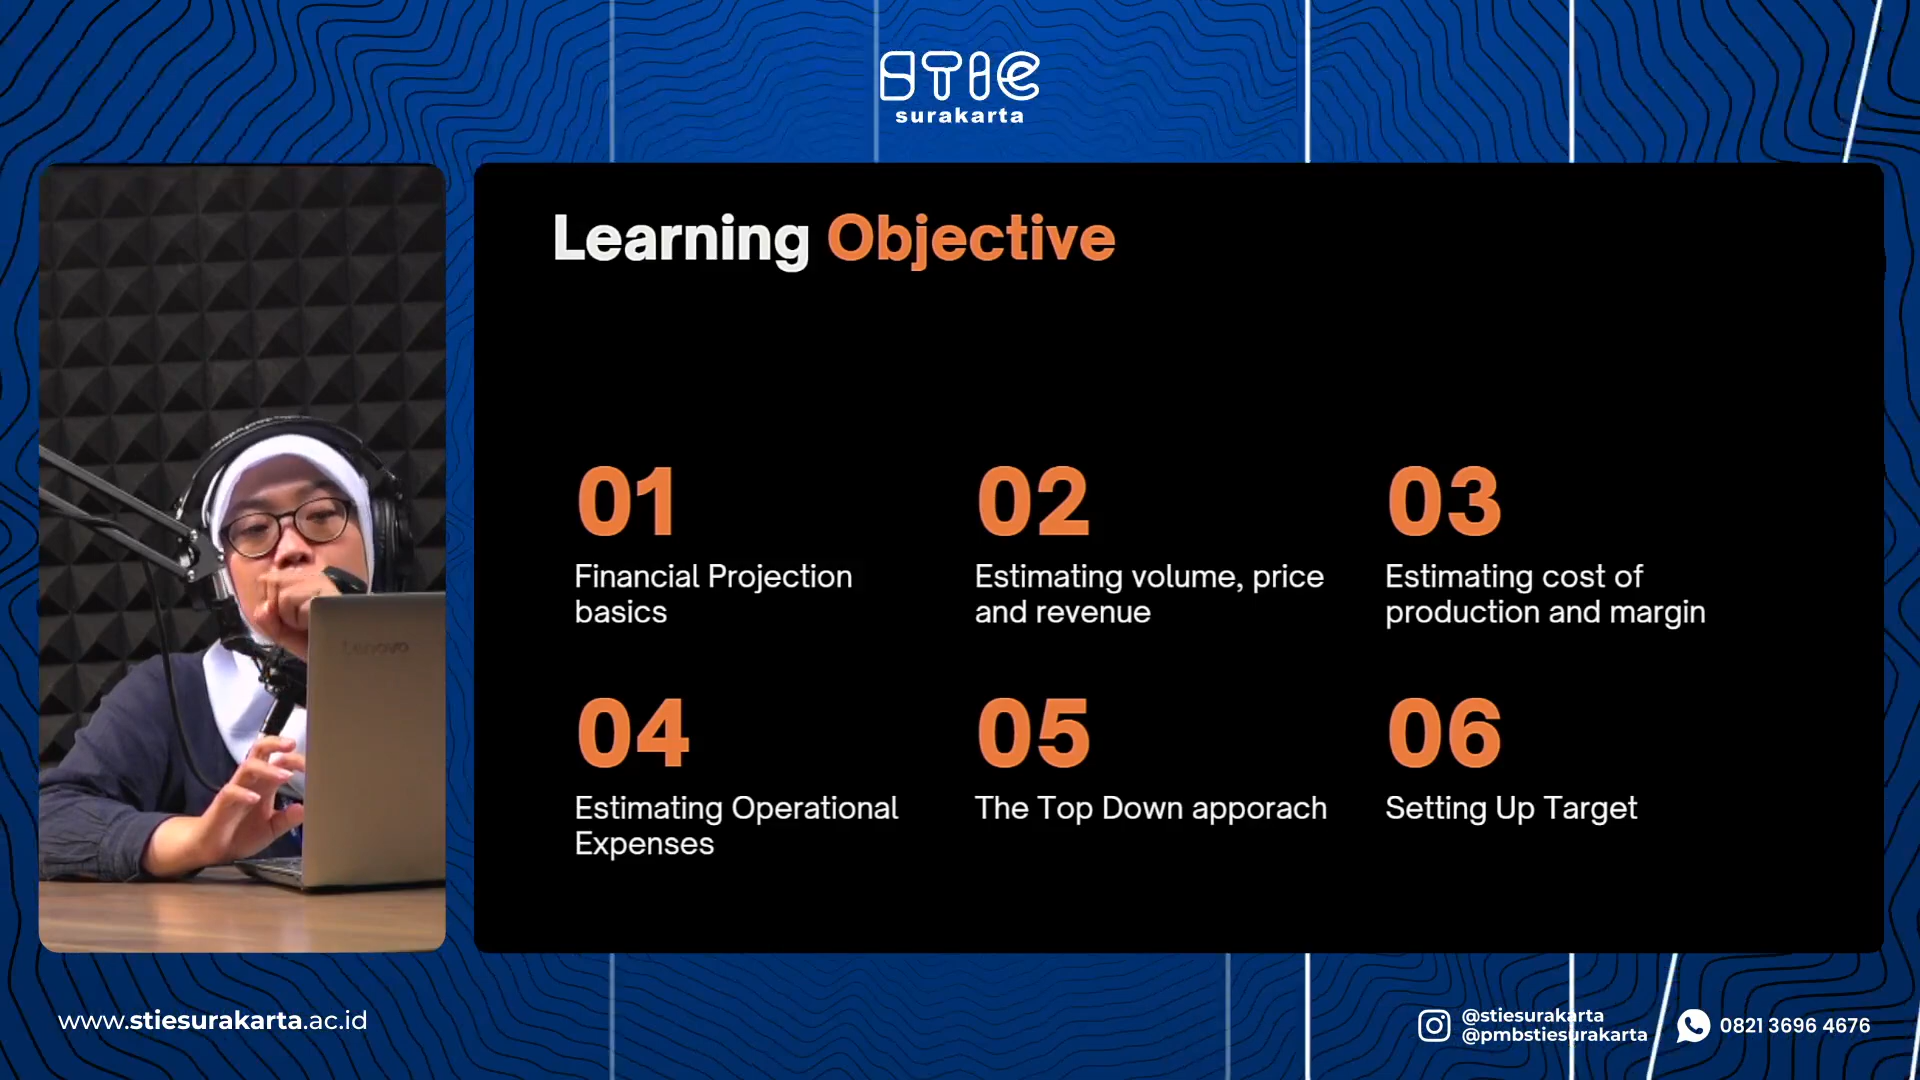 STIE
surakarta
Learning Objective
01
Financial Projection
basics
02
Estimating volume, price
and revenue
03
Estimating cost of
production and margin
04
Estimating Operational
Expenses
05
The Top Down apporach
06
Setting Up Target
Lenovo
www.stiesurakarta.ac.id
@stiesurakarta
@pmbstiesurakarta
0821 3696 4676